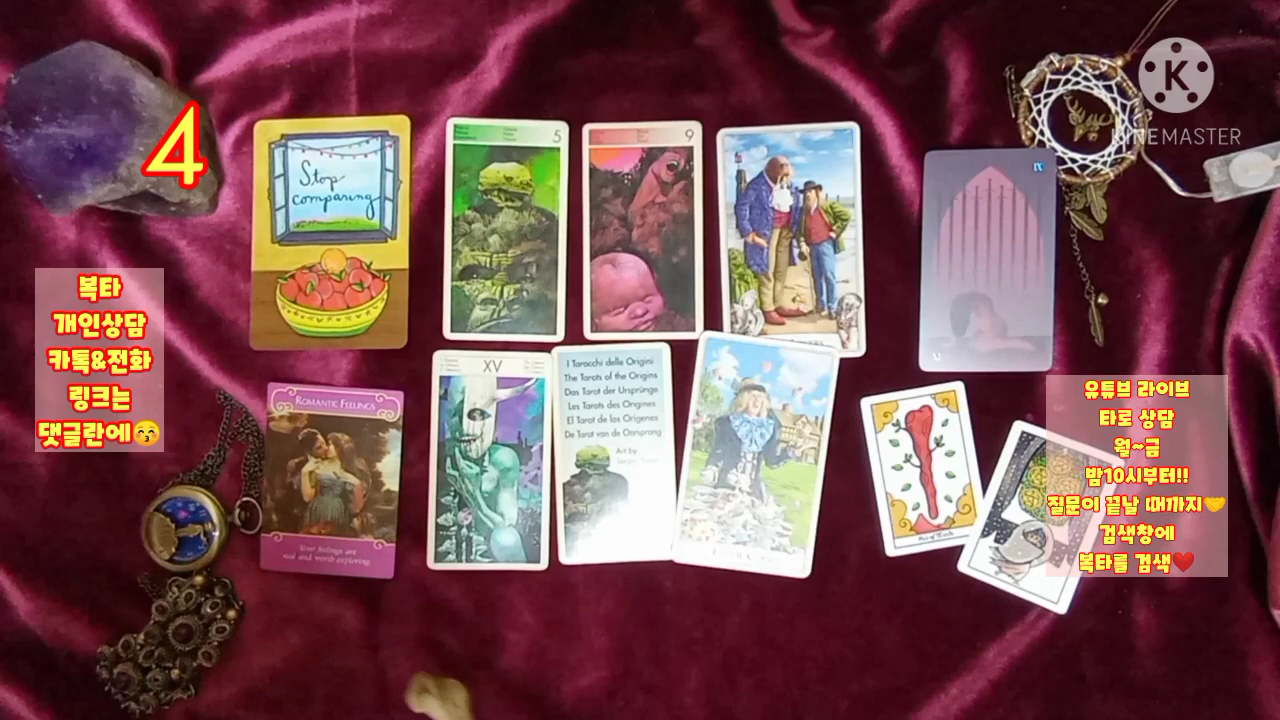 4
KINEMASTER
Stop
comparing
5
9
IX
복타
개인상담
카톡&전화
링크는
댓글란에😚
ROMANTIC FEELINGS
Your feelings are
real and worth exploring.
XV
I Tarocchi delle Origini
The Tarots of the Origins
Das Tarot der Ursprünge
Les Tarots des Origines
El Tarot de los Orígenes
De Tarot van de Oorsprong
Art by
유튜브 라이브
타로 상담
월~금
밤10시부터!!
질문이 끝날 때까지🤝
검색창에
복타를 검색❤️